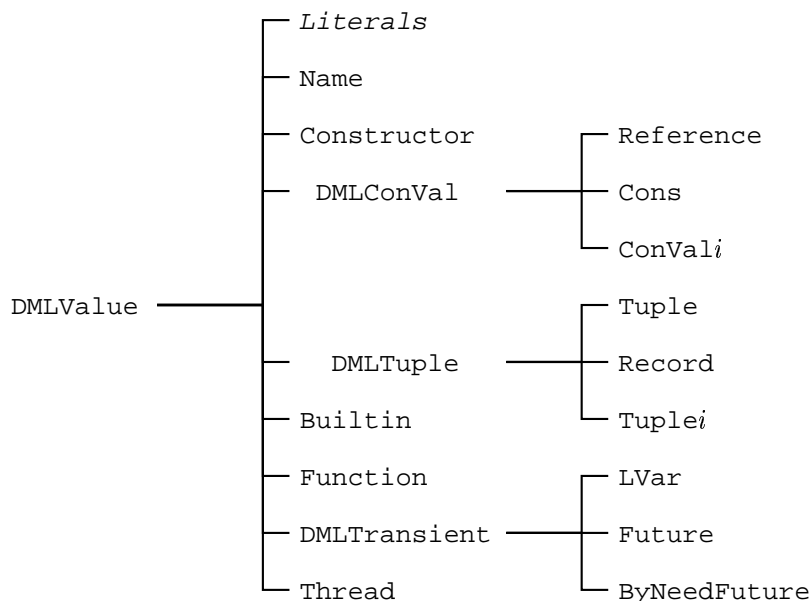 Literals
Name
Constructor Reference
DMLConVal Cons
ConVali
DMLValue Tuple
DMLTuple Record
Builtin Tuplei
Function LVar
DMLTransient Future
Thread ByNeedFuture